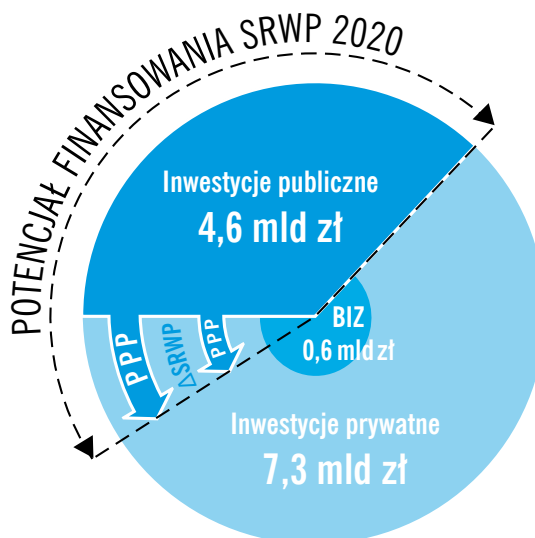 POTENCJAŁ FINANSOWANIA SRWP 2020
Inwestycje publiczne
4,6 mld zł
PPP
ΔSRWP
PPP
BIZ
0,6 mld zł
Inwestycje prywatne
7,3 mld zł